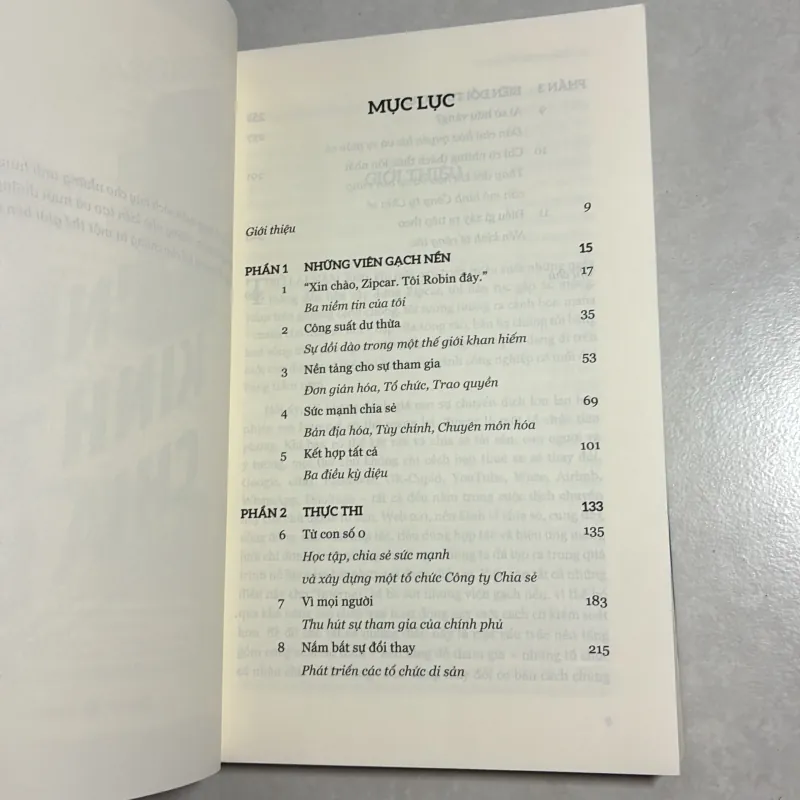 MỤC LỤC
Giới thiệu 9
PHẦN 1 NHỮNG VIÊN GẠCH NỀN 15
1 “Xin chào, Zipcar. Tôi Robin đây.” 17
Ba niềm tin của tôi
2 Công suất dư thừa 35
Sự dồi dào trong một thế giới khan hiếm
3 Nền tảng cho sự tham gia 53
Đơn giản hóa, Tổ chức, Trao quyền
4 Sức mạnh chia sẻ 69
Bản địa hóa, Tùy chính, Chuyên môn hóa
5 Kết hợp tất cả 101
Ba điều kỳ diệu
PHẦN 2 THỰC THI 133
6 Từ con số 0 135
Học tập, chia sẻ sức mạnh
và xây dựng một tổ chức Công ty Chia sẻ
7 Vì mọi người 183
Thu hút sự tham gia của chính phủ
8 Nắm bắt sự đổi thay 215
Phát triển các tổ chức di sản